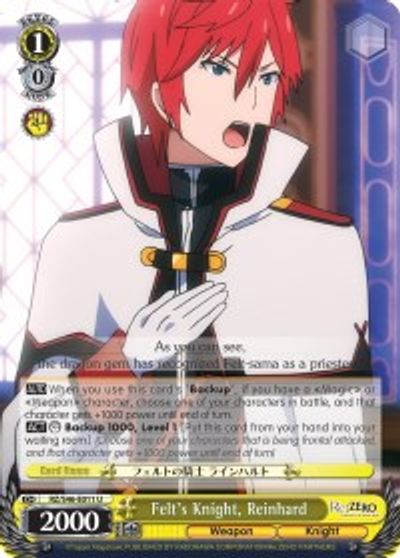 1
0
As you can see,
the dragon gem has recognized Felt-sama as a priestess
AUTO When you use this card's "Backup", if you have a «Magic» or
«Weapon» character, choose one of your characters in battle, and that
character gets +1000 power until end of turn.
ACT Backup 1000, Level 1 [Put this card from your hand into your
waiting room] (Choose one of your characters that is being
character gets +1000 power until end of turn)
Card Name
フェルトの騎士 ラインハルト
Felt's Knight, Reinhard
Re:ZERO
2000
Weapon
Knight